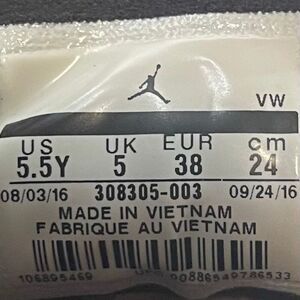 VW
US UK EUR cm
5.5Y 5 38 24
08/03/16 308305-003 09/24/16
MADE IN VIETNAM
FABRIQUE AU VIETNAM
106895469